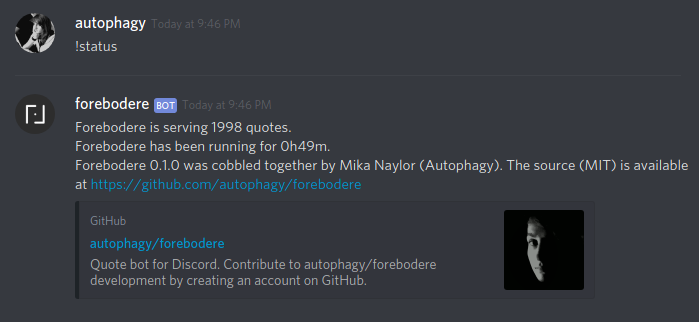 autophagy Today at 9:46 PM
!status
forebodere BOT Today at 9:46 PM
Forebodere is serving 1998 quotes.
Forebodere has been running for 0h49m.
Forebodere 0.1.0 was cobbled together by Mika Naylor (Autophagy). The source (MIT) is available
at https://github.com/autophagy/forebodere
GitHub
autophagy/forebodere
Quote bot for Discord. Contribute to autophagy/forebodere
development by creating an account on GitHub.